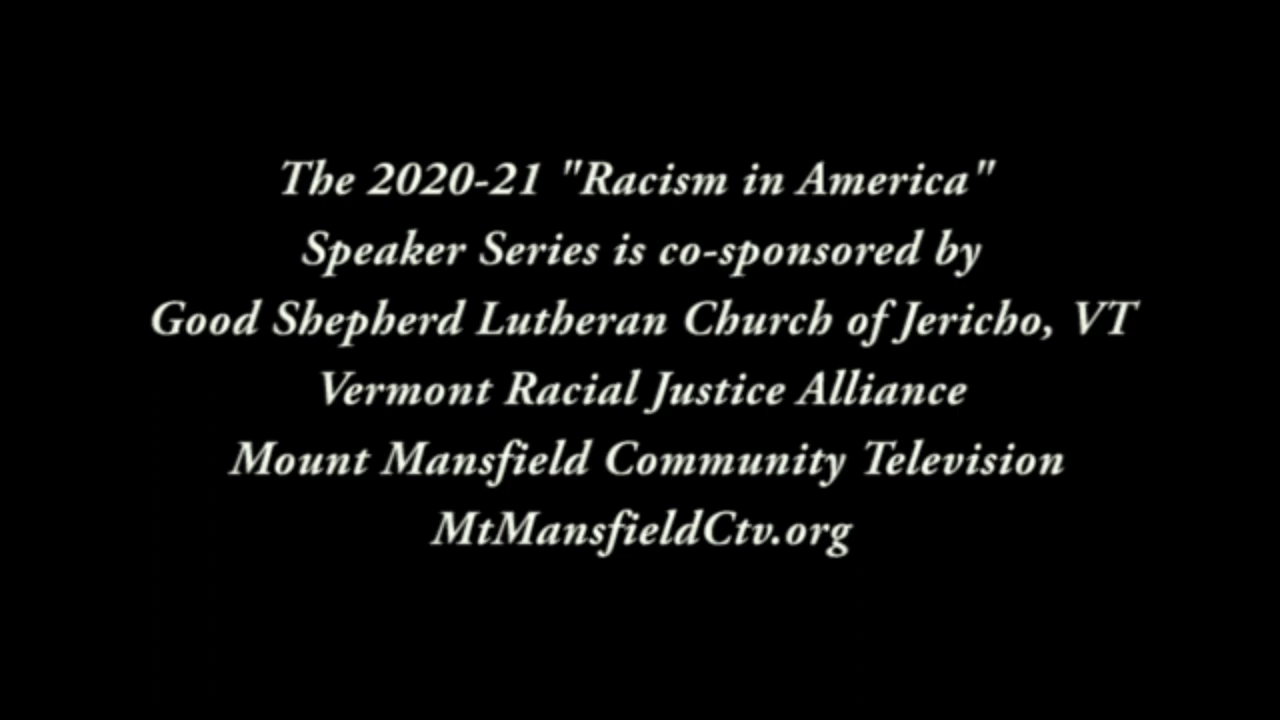 The 2020-21 "Racism in America"
Speaker Series is co-sponsored by
Good Shepherd Lutheran Church of Jericho, VT
Vermont Racial Justice Alliance
Mount Mansfield Community Television
MtMansfieldCtv.org